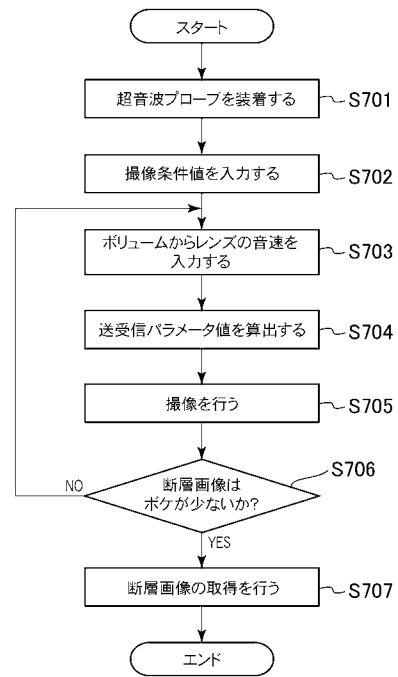 スタート
超音波プローブを装着する
S701
撮像条件値を入力する
S702
ボリュームからレンズの音速を
入力する
S703
送受信パラメータ値を算出する
S704
撮像を行う
S705
断層画像は
ボケが少ないか?
S706
NO
YES
断層画像の取得を行う
S707
エンド